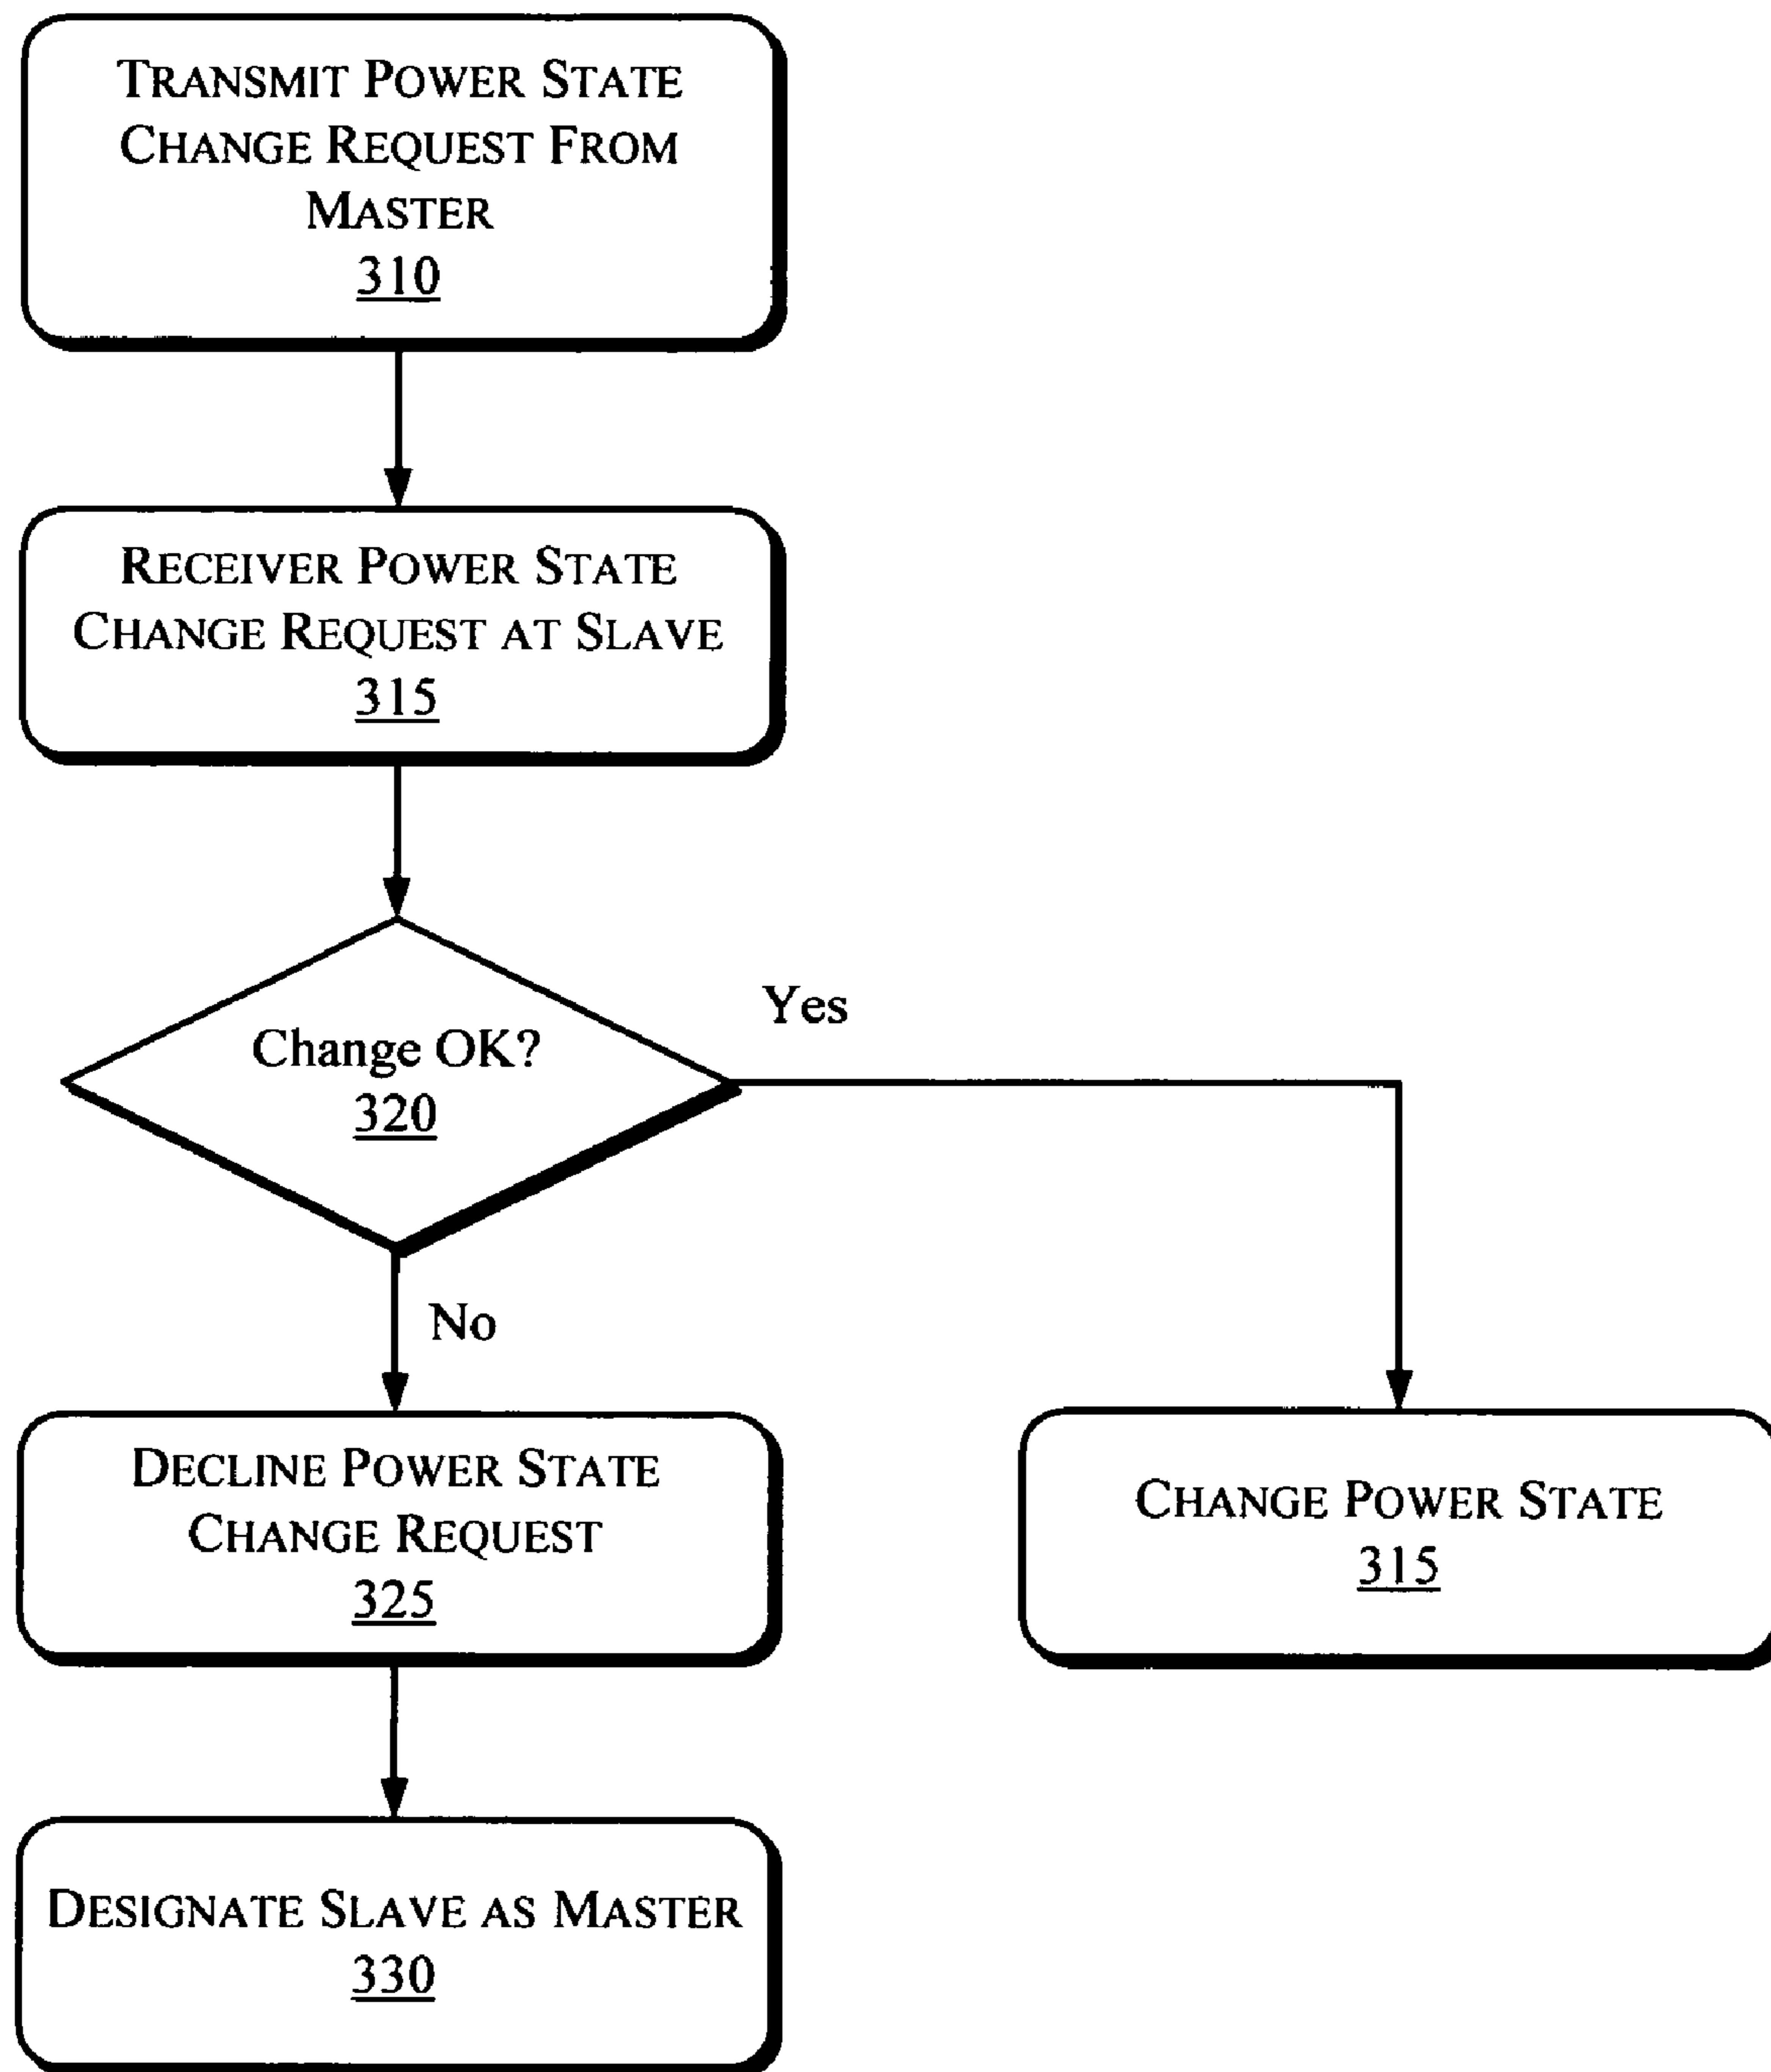 TRANSMIT POWER STATE
CHANGE REQUEST FROM
MASTER
310
RECEIVER POWER STATE
CHANGE REQUEST AT SLAVE
315
Change OK?
320
Yes
No
DECLINE POWER STATE
CHANGE REQUEST
325
CHANGE POWER STATE
315
DESIGNATE SLAVE AS MASTER
330